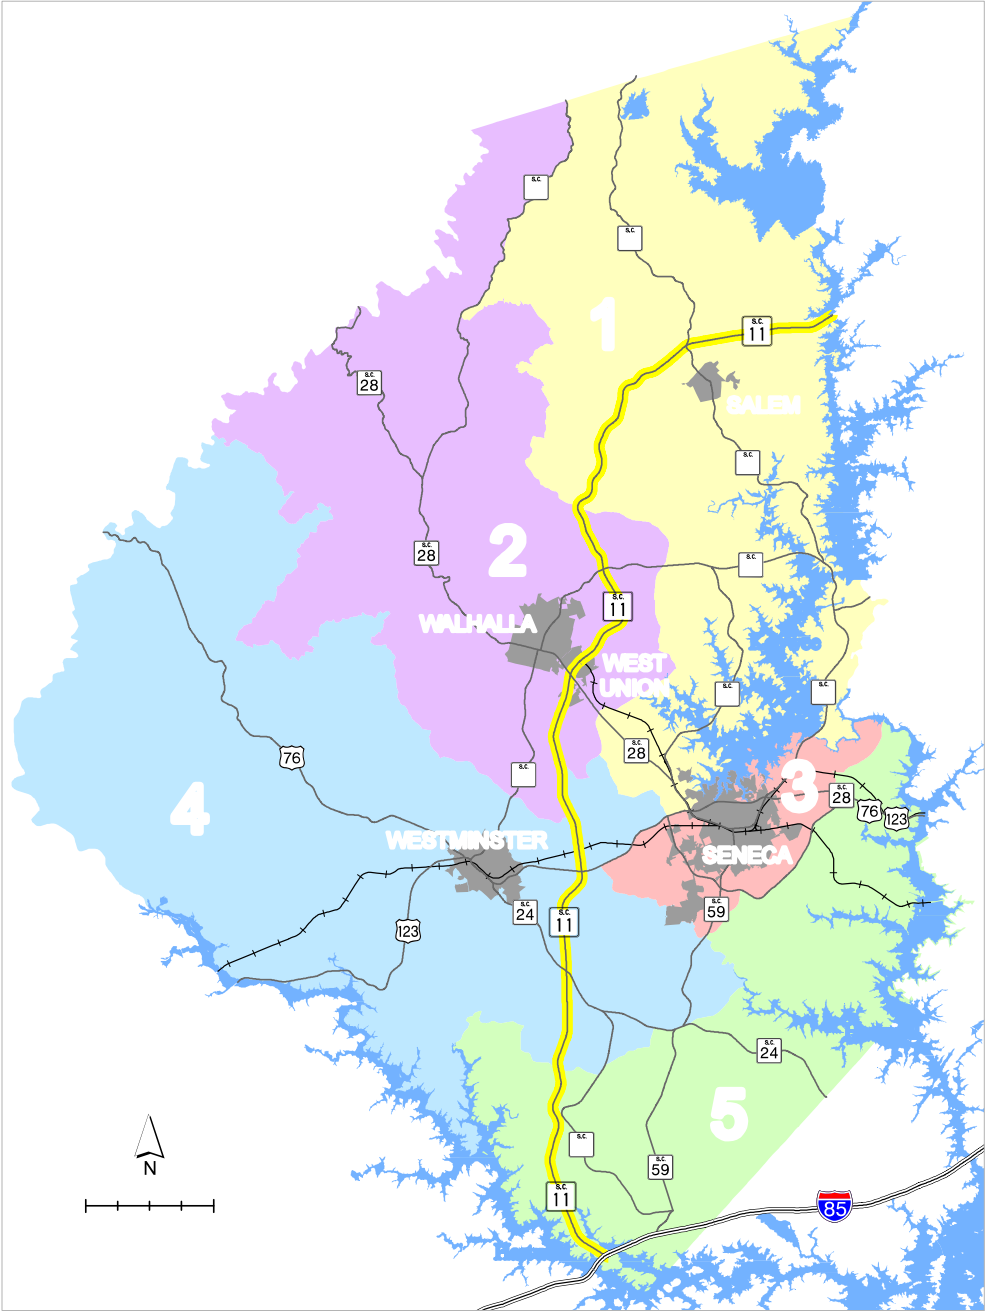 S.C.
S.C.
1
S.C.
11
S.C.
28
SALEM
S.C.
2
S.C.
28
S.C.
S.C.
11
WALHALLA
WEST
UNION
S.C.
S.C.
S.C.
28
76
S.C.
3
S.C.
28
76
123
4
WESTMINSTER
SENECA
S.C.
59
S.C.
24
S.C.
11
123
S.C.
24
5
S.C.
S.C.
59
N
S.C.
11
85